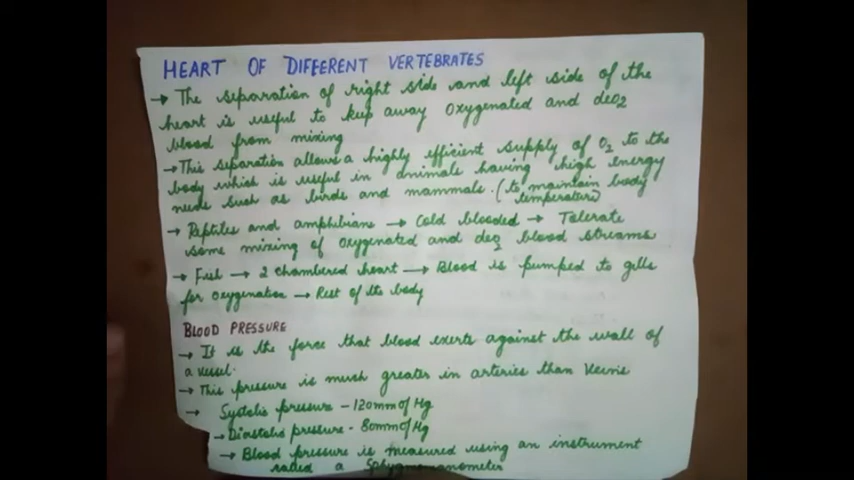 HEART OF DIFFERENT VERTEBRATES
→ The separation of right side and left side of the
heart is useful to keep away Oxygenated and deO2
blood from mixing
→ This separation allows a highly efficient supply of O2 to the
body which is useful in animals having high energy
needs such as birds and mammals. (to maintain body
temperature)
→ Reptiles and amphibians → Cold blooded → Tolerate
some mixing of oxygenated and deo2 blood streams
→ Fish → 2 chambered heart → Blood is pumped to gills
for oxygenation → Rest of the body
BLOOD PRESSURE
→ It is the force that blood exerts against the wall of
a vessel.
→ This pressure is much greater in arteries than Veins
→ Systolic pressure - 120mm of Hg
→ Diastolic pressure - 80mm of Hg
→ Blood pressure is measured using an instrument
called a Sphygmomanometer